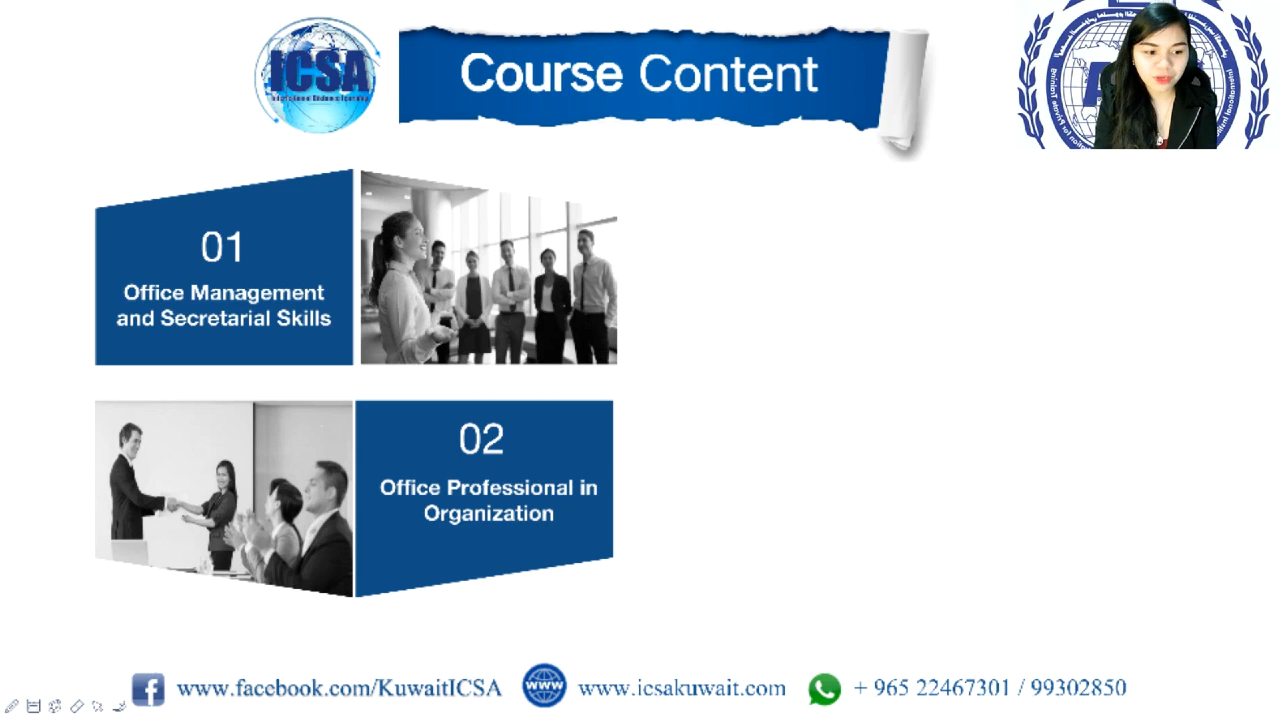 ICSA
Course Content
01
Office Management
and Secretarial Skills
02
Office Professional in
Organization
www.facebook.com/KuwaitICSA
www
www.icsakuwait.com
+ 965 22467301 / 99302850